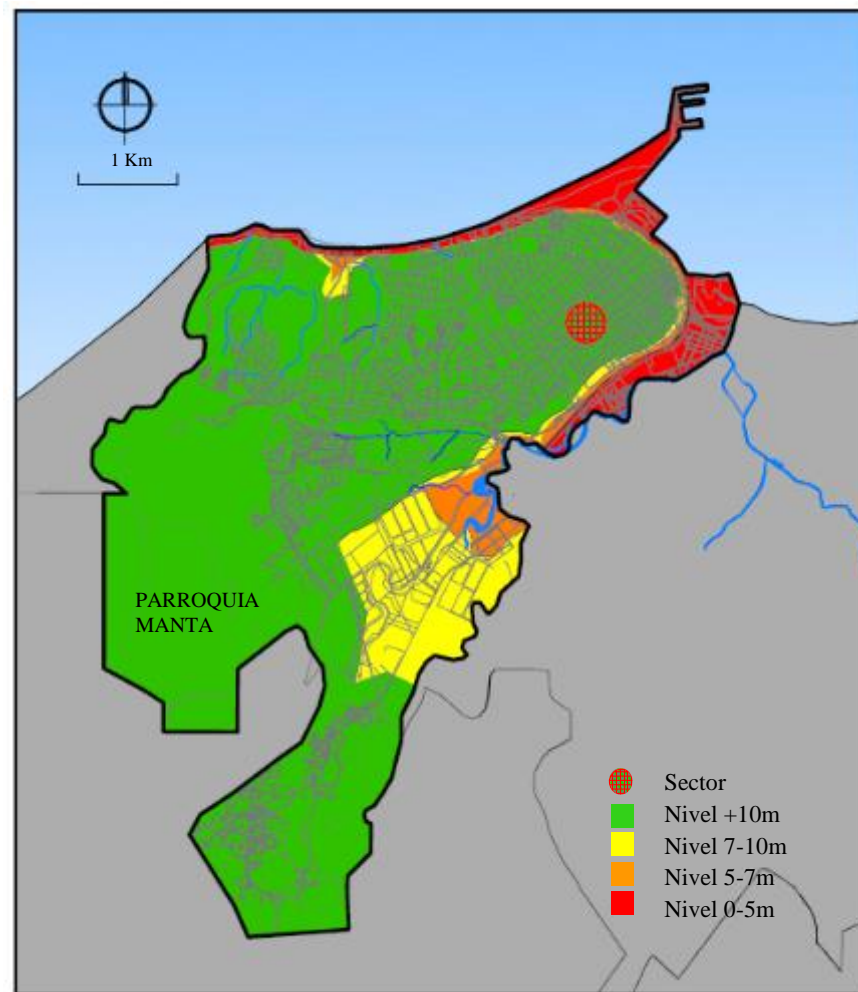 1 Km
PARROQUIA
MANTA
Sector
Nivel +10m
Nivel 7-10m
Nivel 5-7m
Nivel 0-5m